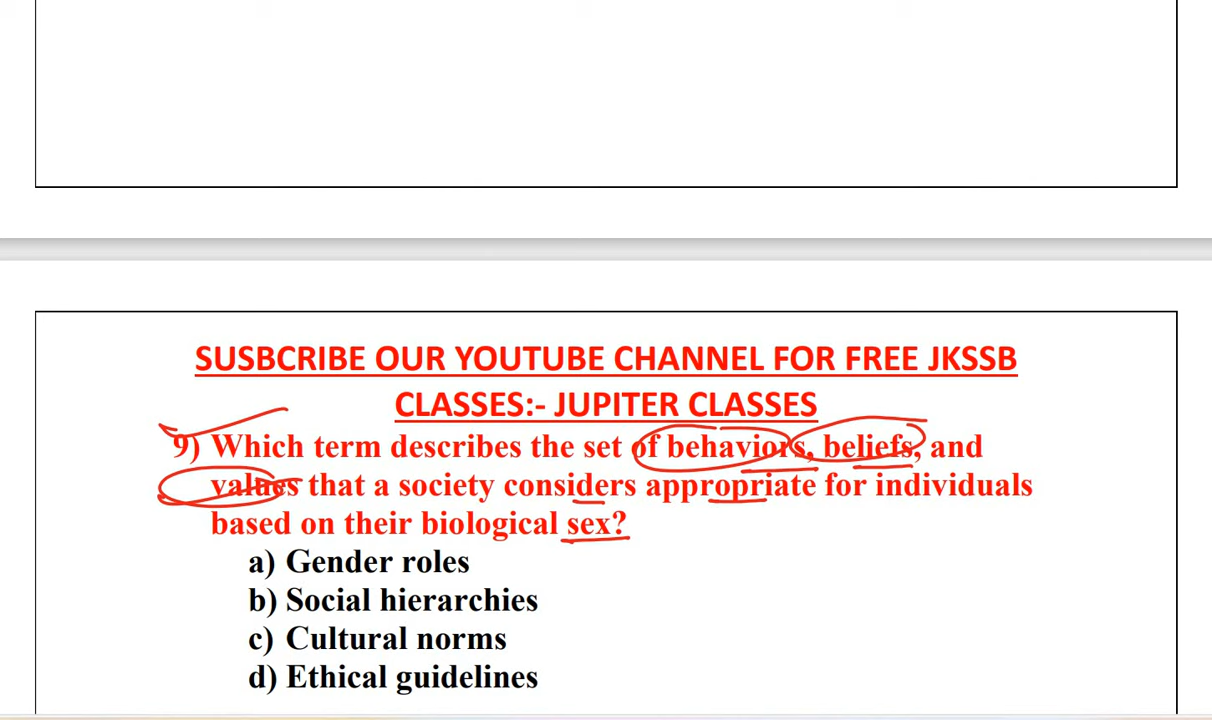 SUSBCRIBE OUR YOUTUBE CHANNEL FOR FREE JKSSB
CLASSES:- JUPITER CLASSES
9) Which term describes the set of behaviors, beliefs, and
values that a society considers appropriate for individuals
based on their biological sex?
a) Gender roles
b) Social hierarchies
c) Cultural norms
d) Ethical guidelines